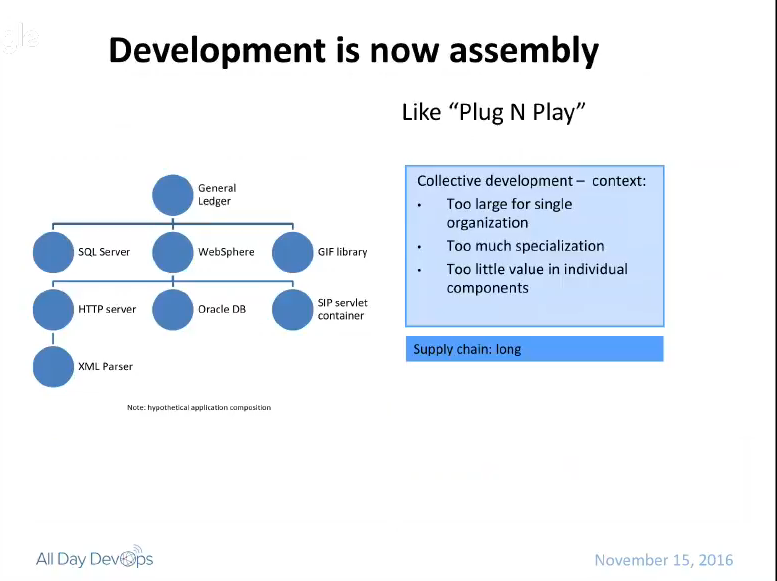 Development is now assembly
Like “Plug N Play”
General
Ledger
SQL Server
WebSphere
GIF library
HTTP server
Oracle DB
SIP servlet
container
XML Parser
Note: hypothetical application composition
Collective development – context:
• Too large for single
organization
• Too much specialization
• Too little value in individual
components
Supply chain: long
All Day DevOps
November 15, 2016